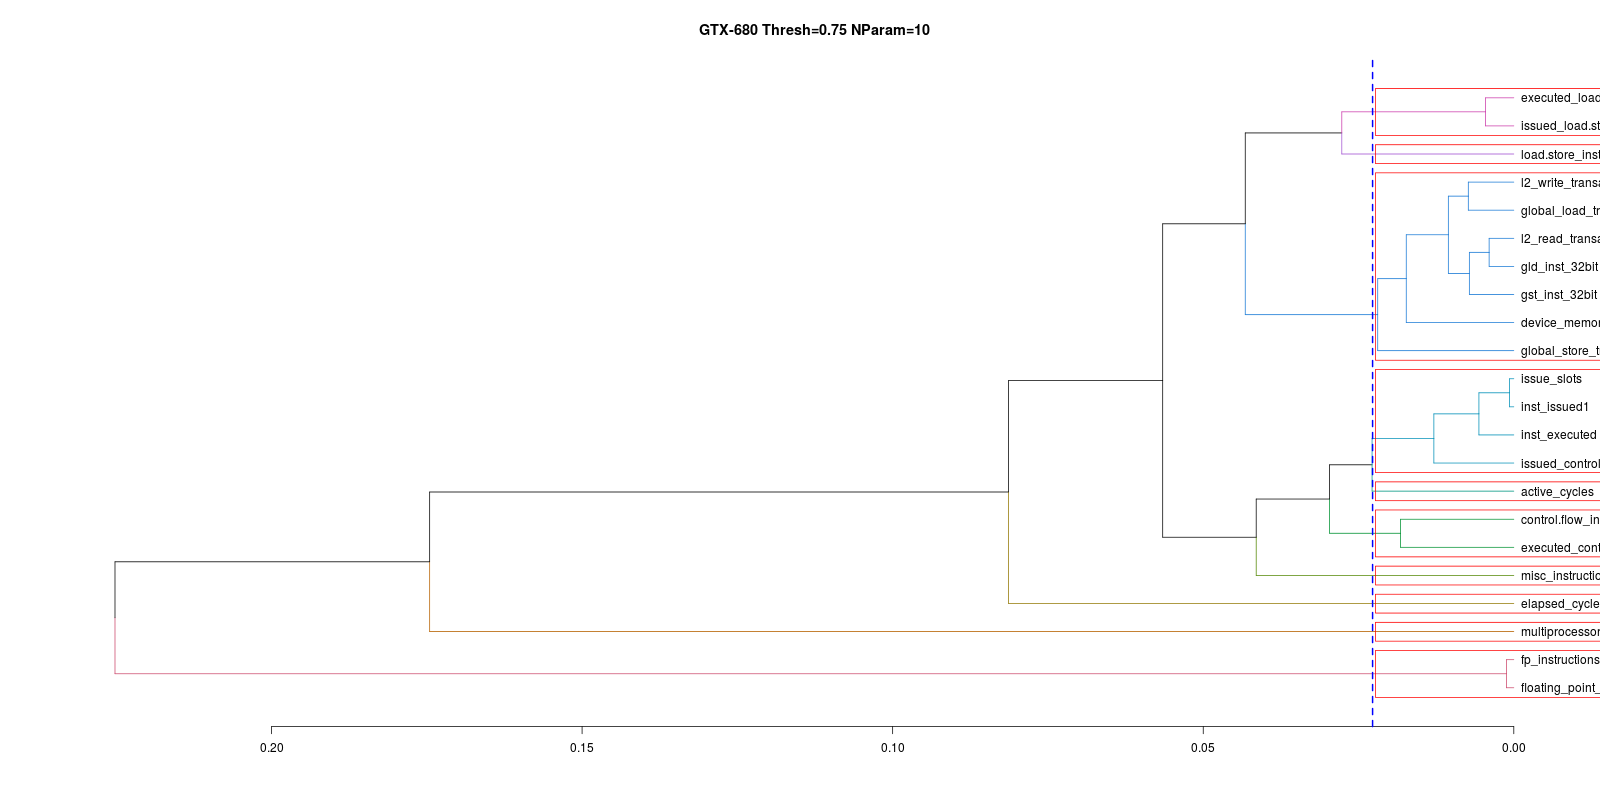 GTX-680 Thresh=0.75 NParam=10
executed_load
issued_load.st
load.store_inst
l2_write_transa
global_load_tr
l2_read_transa
gld_inst_32bit
gst_inst_32bit
device_memor
global_store_t
issue_slots
inst_issued1
inst_executed
issued_control
active_cycles
control.flow_in
executed_cont
misc_instructio
elapsed_cycle
multiprocessor
fp_instructions
floating_point_
0.20 0.15 0.10 0.05 0.00